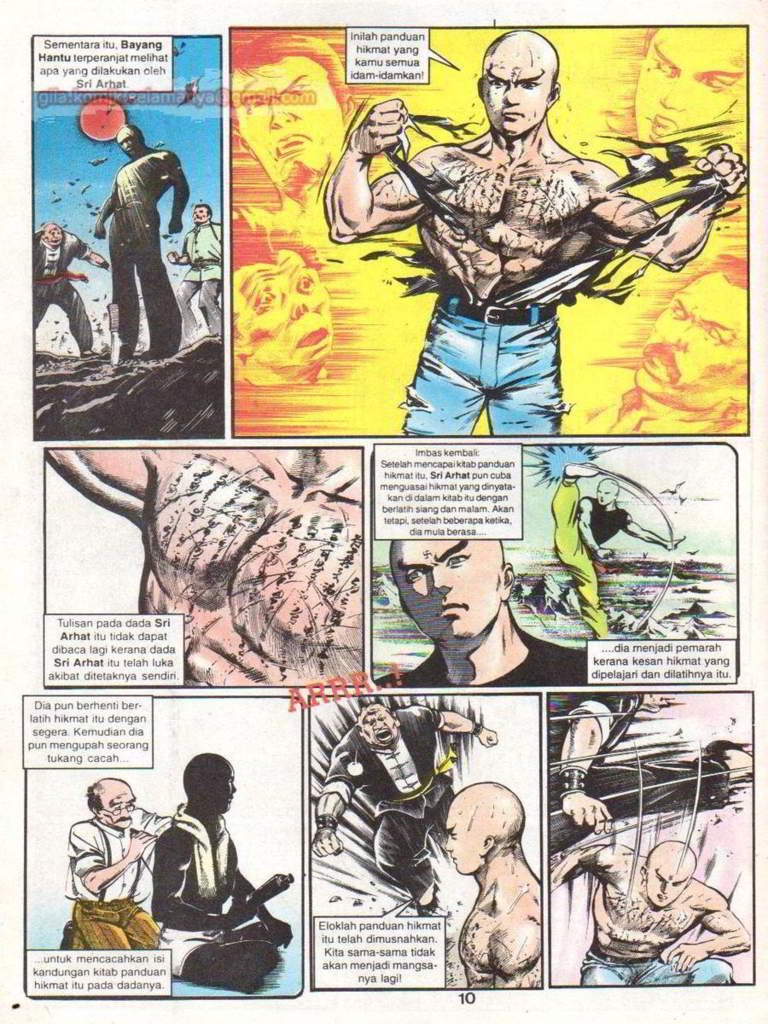 Sementara itu, Bayang
Hantu terperanjat melihat
apa yang dilakukan oleh
Sri Arhat.
Inilah panduan
hikmat yang
kamu semua
idam-idamkan!
Tulisan pada dada Sri
Arhat itu tidak dapat
dibaca lagi kerana dada
Sri Arhat itu telah luka
akibat ditetaknya sendiri.
Imbas kembali:
Setelah mencapai kitab panduan
hikmat itu, Sri Arhat pun cuba
menguasai hikmat yang dinyata-
kan di dalam kitab itu dengan
berlatih siang dan malam. Akan
tetapi, setelah beberapa ketika,
dia mula berasa....
....dia menjadi pemarah
kerana kesan hikmat yang
dipelajari dan dilatihnya itu.
Dia pun berhenti ber-
latih hikmat itu dengan
segera. Kemudian dia
pun mengupah seorang
tukang cacah...
...untuk mencacahkan isi
kandungan kitab panduan
hikmat itu pada dadanya.
ARRR..!
Eloklah panduan hikmat
itu telah dimusnahkan.
Kita sama-sama tidak
akan menjadi mangsa-
nya lagi!
10